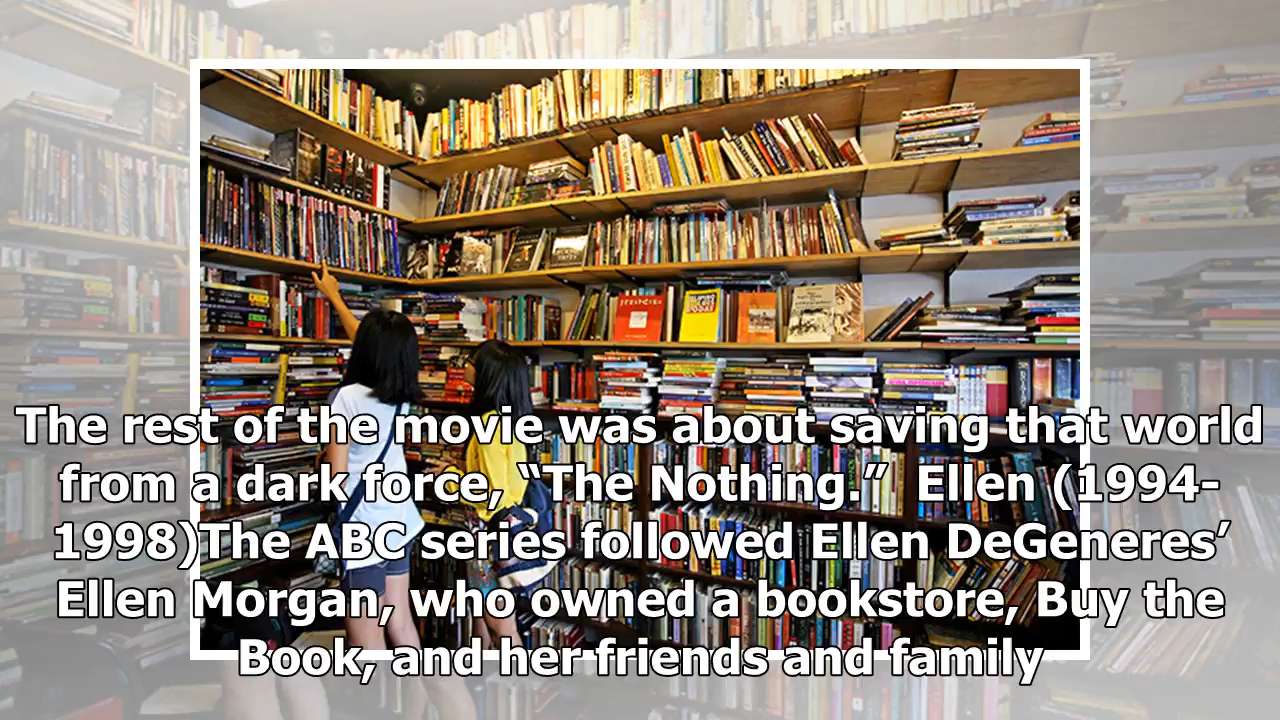 The rest of the movie was about saving that world
from a dark force, “The Nothing.”  Ellen (1994-
1998)The ABC series followed Ellen DeGeneres’
Ellen Morgan, who owned a bookstore, Buy the
Book, and her friends and family